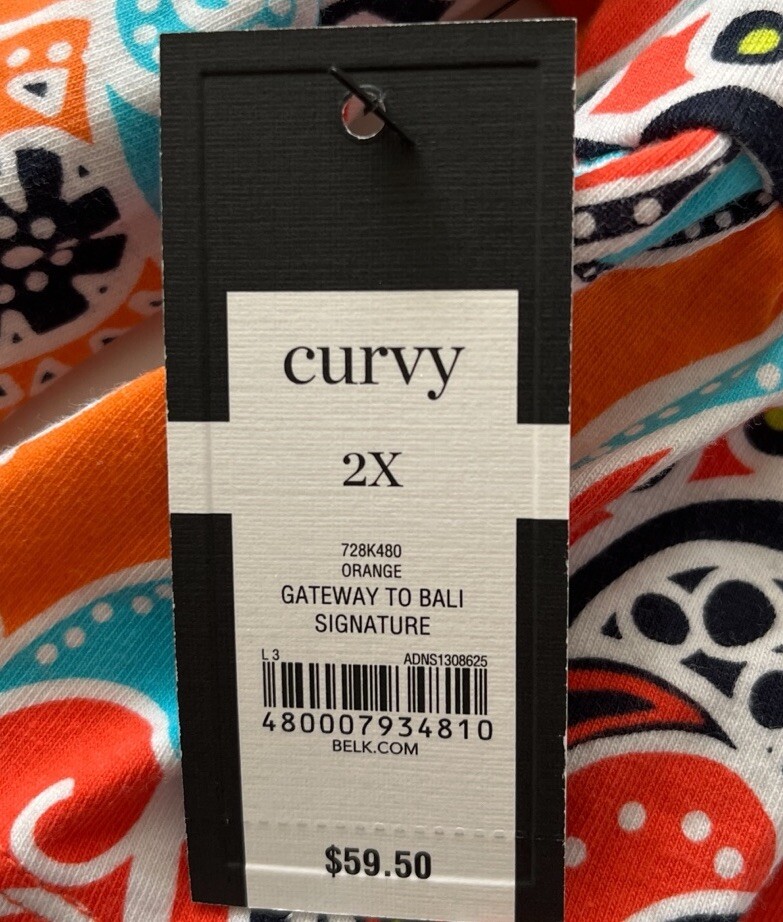 curvy
2X
728K480
ORANGE
GATEWAY TO BALI
SIGNATURE
L 3 ADNS1308625
480007934810
BELK.COM
$59.50